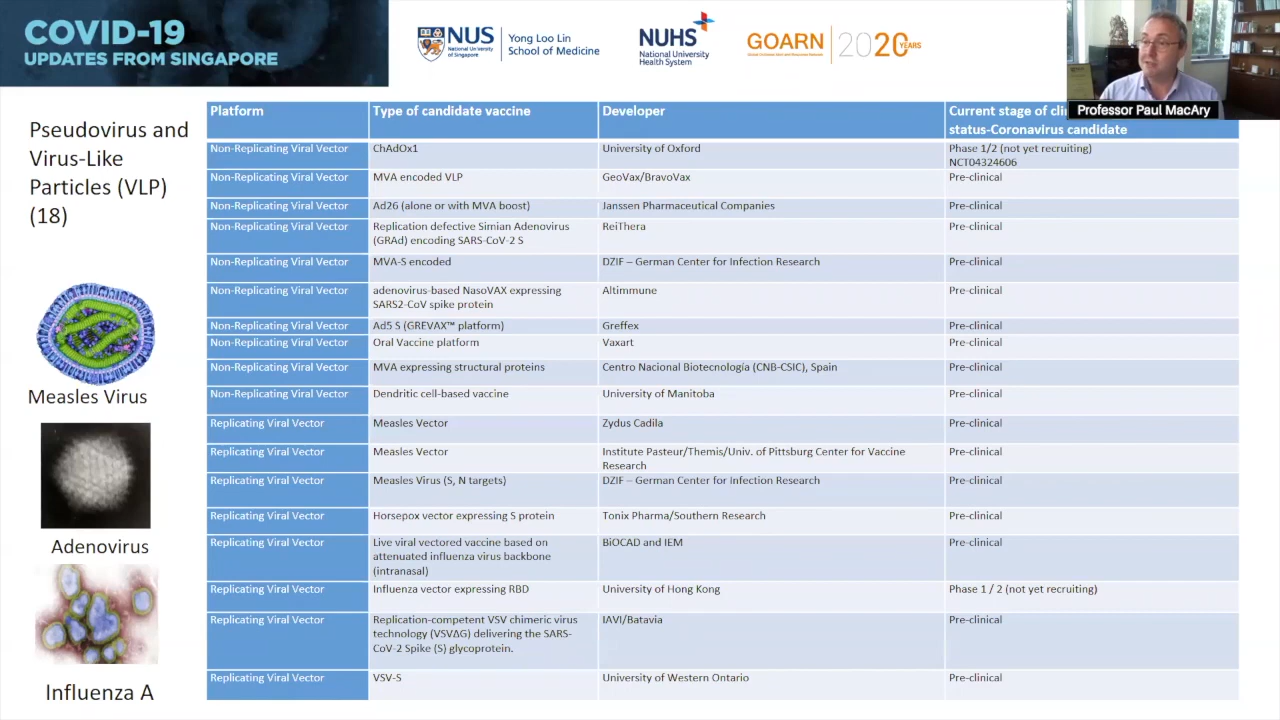 COVID-19
UPDATES FROM SINGAPORE
NUS
National University
of Singapore
Yong Loo Lin
School of Medicine
NUHS
National University
Health System
GOARN
2020 YEARS
Professor Paul MacAry
Pseudovirus and
Virus-Like
Particles (VLP)
(18)
Measles Virus
Adenovirus
Influenza A
Platform Type of candidate vaccine Developer Current stage of
status-Coronavirus candidate
Non-Replicating Viral Vector ChAdOx1 University of Oxford Phase 1/2 (not yet recruiting)
NCT04324606
Non-Replicating Viral Vector MVA encoded VLP GeoVax/BravoVax Pre-clinical
Non-Replicating Viral Vector Ad26 (alone or with MVA boost) Janssen Pharmaceutical Companies Pre-clinical
Non-Replicating Viral Vector Replication defective Simian Adenovirus ReiThera Pre-clinical
(GRAd) encoding SARS-CoV-2 S
Non-Replicating Viral Vector MVA-S encoded DZIF – German Center for Infection Research Pre-clinical
Non-Replicating Viral Vector adenovirus-based NasoVAX expressing Altimmune Pre-clinical
SARS2-CoV spike protein
Non-Replicating Viral Vector Ad5 S (GREVAX™ platform) Greffex Pre-clinical
Non-Replicating Viral Vector Oral Vaccine platform Vaxart Pre-clinical
Non-Replicating Viral Vector MVA expressing structural proteins Centro Nacional Biotecnología (CNB-CSIC), Spain Pre-clinical
Non-Replicating Viral Vector Dendritic cell-based vaccine University of Manitoba Pre-clinical
Replicating Viral Vector Measles Vector Zydus Cadila Pre-clinical
Replicating Viral Vector Measles Vector Institute Pasteur/Themis/Univ. of Pittsburg Center for Vaccine Pre-clinical
Research
Replicating Viral Vector Measles Virus (S, N targets) DZIF – German Center for Infection Research Pre-clinical
Replicating Viral Vector Horsepox vector expressing S protein Tonix Pharma/Southern Research Pre-clinical
Replicating Viral Vector Live viral vectored vaccine based on BiOCAD and IEM Pre-clinical
attenuated influenza virus backbone
(intranasal)
Replicating Viral Vector Influenza vector expressing RBD University of Hong Kong Phase 1 / 2 (not yet recruiting)
Replicating Viral Vector Replication-competent VSV chimeric virus IAVI/Batavia Pre-clinical
technology (VSVΔG) delivering the SARS-
CoV-2 Spike (S) glycoprotein.
Replicating Viral Vector VSV-S University of Western Ontario Pre-clinical